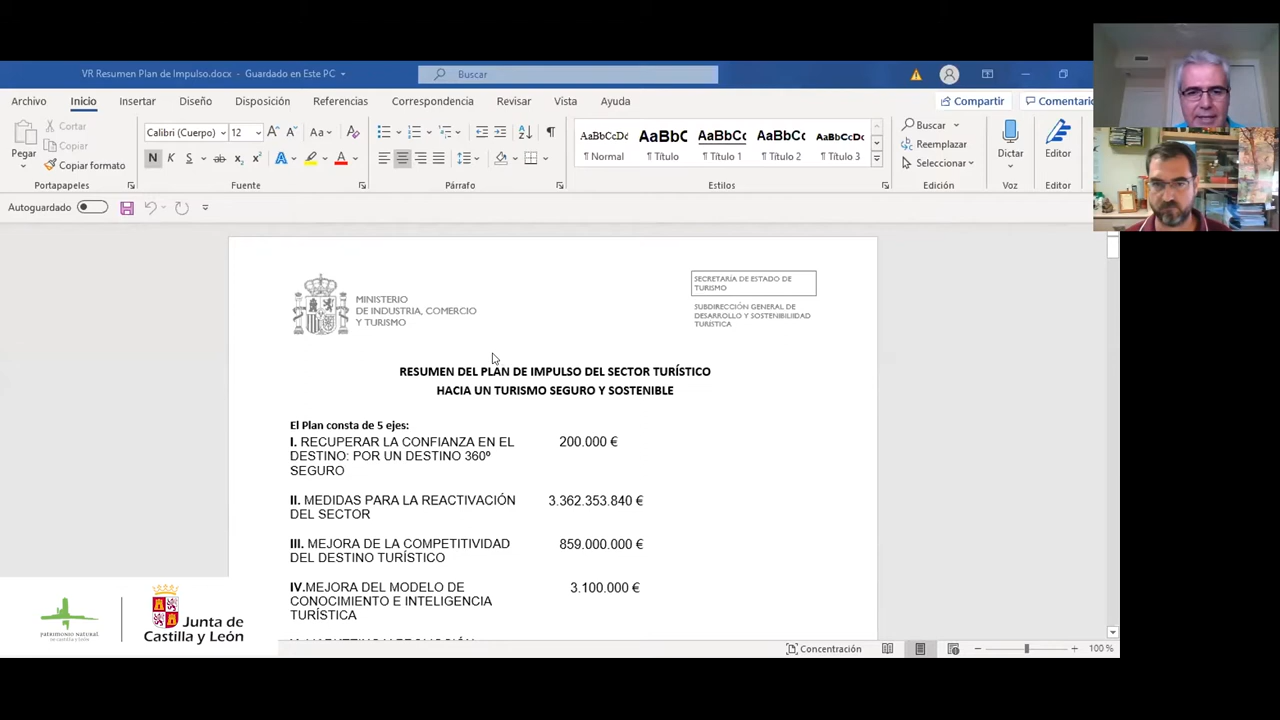 VR Resumen Plan de Impulso.docx - Guardado en Este PC
Buscar
Archivo Inicio Insertar Diseño Disposición Referencias Correspondencia Revisar Vista Ayuda Compartir Comentario
Pegar
Cortar
Copiar
Copiar formato
Portapapeles
Calibri (Cuerpo) 12
Fuente
Párrafo
AaBbCcDd AaBbC AaBbCc AaBbCc AaBbCcDc
¶ Normal ¶ Título ¶ Título 1 ¶ Título 2 ¶ Título 3
Estilos
Buscar
Reemplazar
Seleccionar
Edición
Dictar
Voz
Editor
Editor
Autoguardado
MINISTERIO
DE INDUSTRIA, COMERCIO
Y TURISMO
SECRETARÍA DE ESTADO DE
TURISMO
SUBDIRECCIÓN GENERAL DE
DESARROLLO Y SOSTENIBILIDAD
TURISTICA
RESUMEN DEL PLAN DE IMPULSO DEL SECTOR TURÍSTICO
HACIA UN TURISMO SEGURO Y SOSTENIBLE
El Plan consta de 5 ejes:
I. RECUPERAR LA CONFIANZA EN EL 200.000 €
DESTINO: POR UN DESTINO 360º
SEGURO
II. MEDIDAS PARA LA REACTIVACIÓN 3.362.353.840 €
DEL SECTOR
III. MEJORA DE LA COMPETITIVIDAD 859.000.000 €
DEL DESTINO TURÍSTICO
IV.MEJORA DEL MODELO DE 3.100.000 €
CONOCIMIENTO E INTELIGENCIA
TURÍSTICA
PATRIMONIO NATURAL
de castilla y león
Junta de
Castilla y León
Concentración
100 %